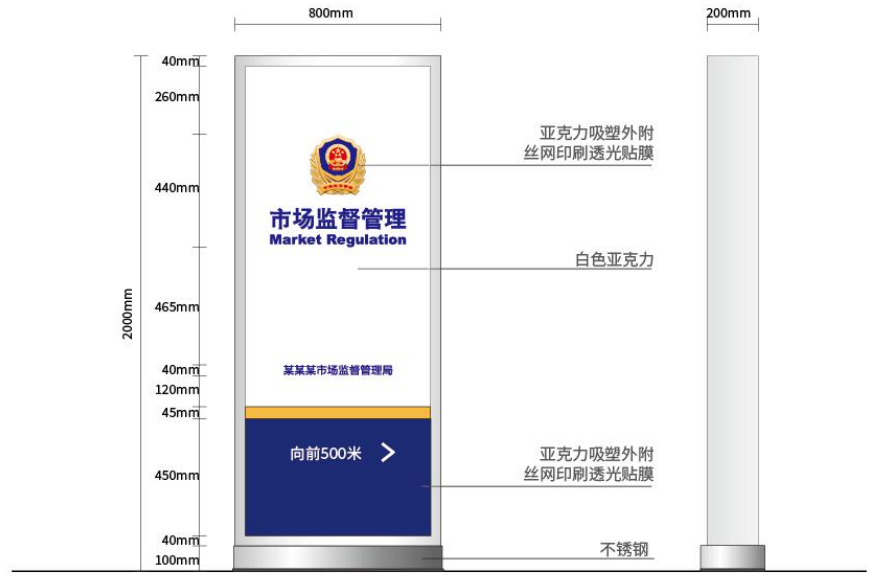 800mm
200mm
40mm
260mm
440mm
465mm
40mm
120mm
45mm
450mm
40mm
100mm
2000mm
市场监督管理
Market Regulation
某某某市场监督管理局
向前500米
亚克力吸塑外附
丝网印刷透光贴膜
白色亚克力
亚克力吸塑外附
丝网印刷透光贴膜
不锈钢